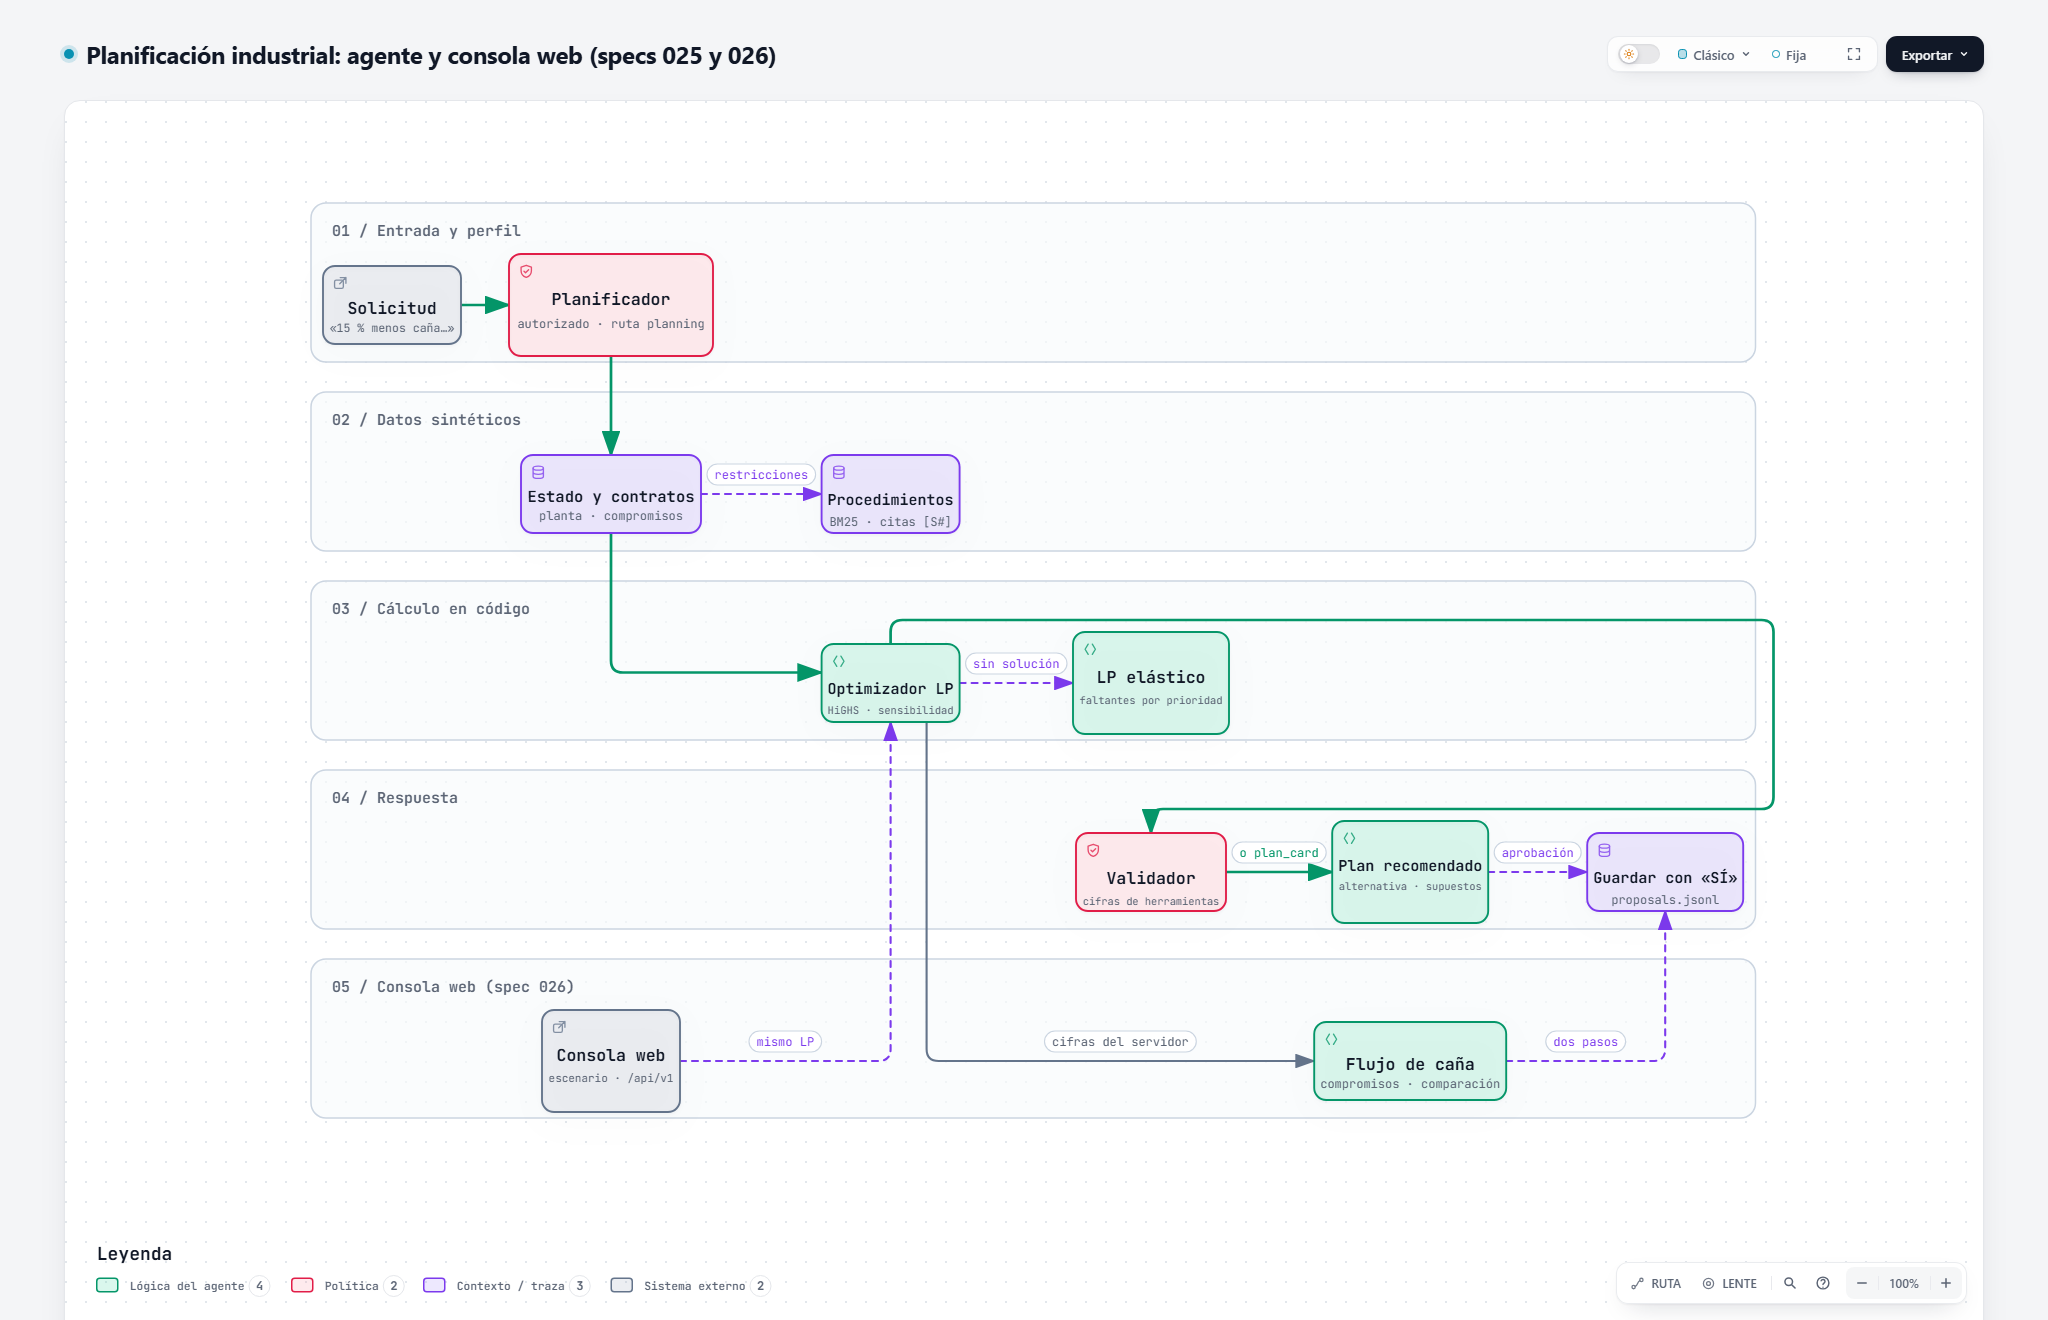 Planificación industrial: agente y consola web (specs 025 y 026)
Clásico
Fija
Exportar
01 / Entrada y perfil
Solicitud
«15 % menos caña…»
Planificador
autorizado · ruta planning
02 / Datos sintéticos
Estado y contratos
planta · compromisos
restricciones
Procedimientos
BM25 · citas [S#]
03 / Cálculo en código
Optimizador LP
HiGHS · sensibilidad
sin solución
LP elástico
faltantes por prioridad
04 / Respuesta
Validador
cifras de herramientas
o plan_card
Plan recomendado
alternativa · supuestos
aprobación
Guardar con «SÍ»
proposals.jsonl
05 / Consola web (spec 026)
Consola web
escenario · /api/v1
mismo LP
cifras del servidor
Flujo de caña
compromisos · comparación
dos pasos
Leyenda
Lógica del agente 4
Política 2
Contexto / traza 3
Sistema externo 2
RUTA
LENTE
100%